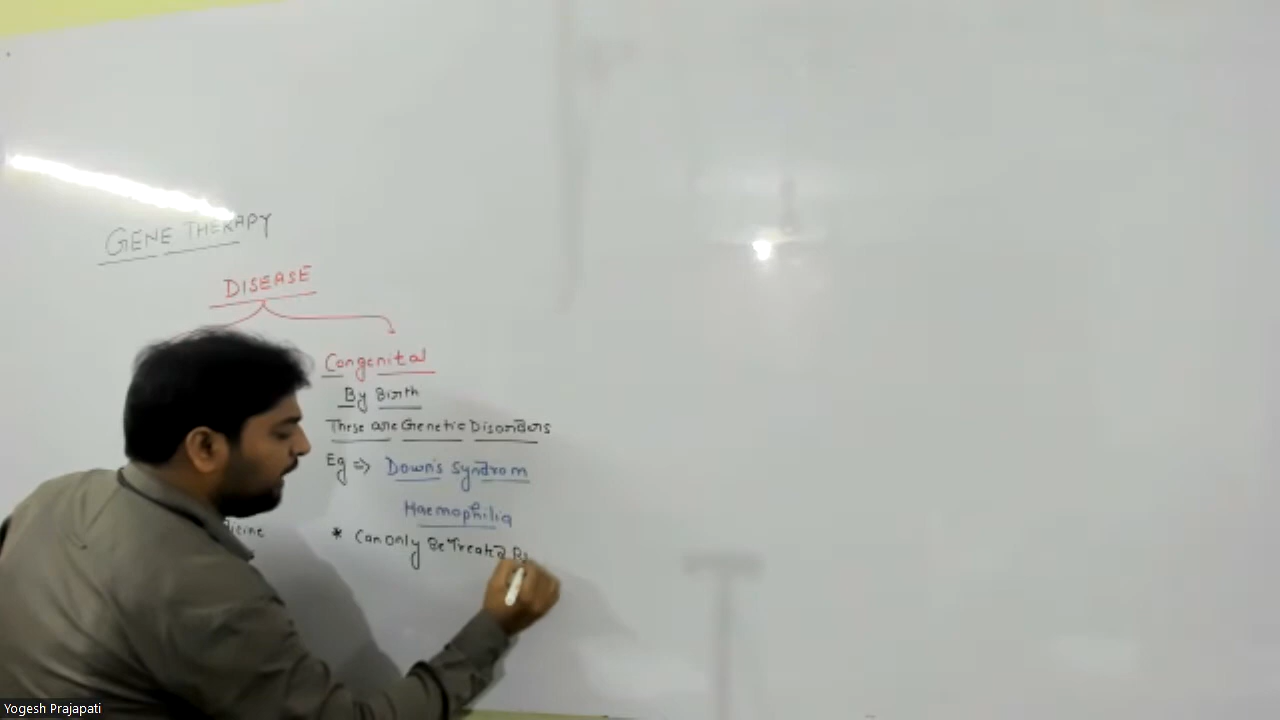 GENE THERAPY
DISEASE
Congenital
By Birth
These are Genetic Disorders
Eg => Down's Syndrom
Haemophilia
* Can only Be Treated By
Yogesh Prajapati